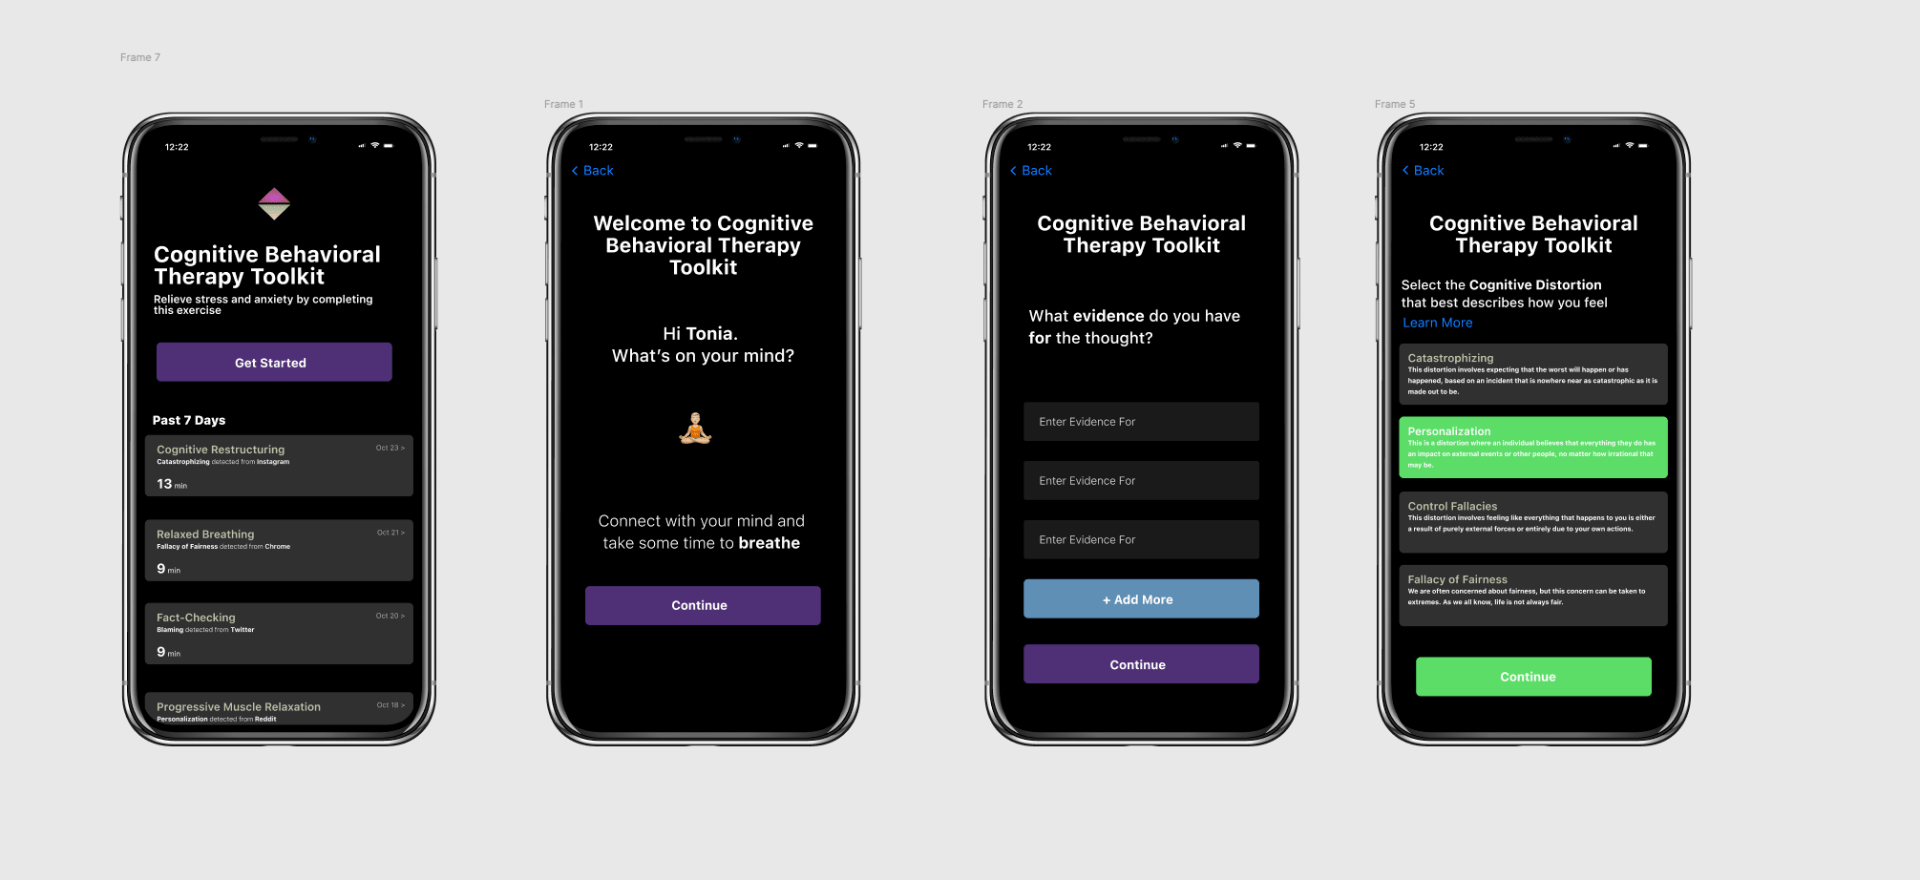 Frame 7
12:22
Cognitive Behavioral
Therapy Toolkit
Relieve stress and anxiety by completing
this exercise
Get Started
Past 7 Days
Cognitive Restructuring
Oct 23 >
Catastrophizing detected from Instagram
13 min
Relaxed Breathing
Oct 21 >
Fallacy of Fairness detected from Chrome
9 min
Fact-Checking
Oct 20 >
Blaming detected from Twitter
9 min
Progressive Muscle Relaxation
Oct 18 >
Personalization detected from Reddit
Frame 1
12:22
< Back
Welcome to Cognitive
Behavioral Therapy
Toolkit
Hi Tonia.
What's on your mind?
Connect with your mind and
take some time to breathe
Continue
Frame 2
12:22
< Back
Cognitive Behavioral
Therapy Toolkit
What evidence do you have
for the thought?
Enter Evidence For
Enter Evidence For
Enter Evidence For
+ Add More
Continue
Frame 5
12:22
< Back
Cognitive Behavioral
Therapy Toolkit
Select the Cognitive Distortion
that best describes how you feel
Learn More
Catastrophizing
This distortion involves expecting that the worst will happen or has
happened, based on an incident that is nowhere near as catastrophic as it is
made out to be.
Personalization
This is a distortion where an individual believes that everything they do has
an impact on external events or other people, no matter how irrational that
may be.
Control Fallacies
This distortion involves feeling like everything that happens to you is either
a result of purely external forces or entirely due to your own actions.
Fallacy of Fairness
We are often concerned about fairness, but this concern can be taken to
extremes. As we all know, life is not always fair.
Continue